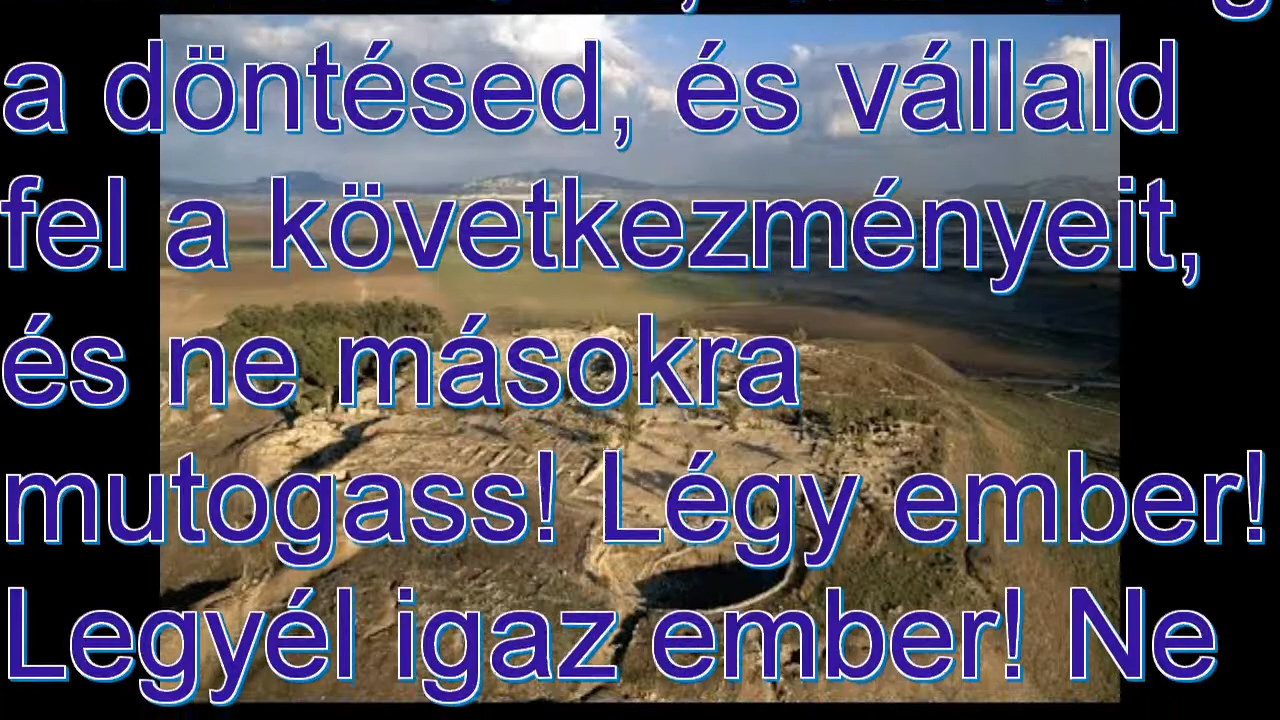 a döntésed, és vállald
fel a következményeit,
és ne másokra
mutogass! Légy ember!
Legyél igaz ember! Ne